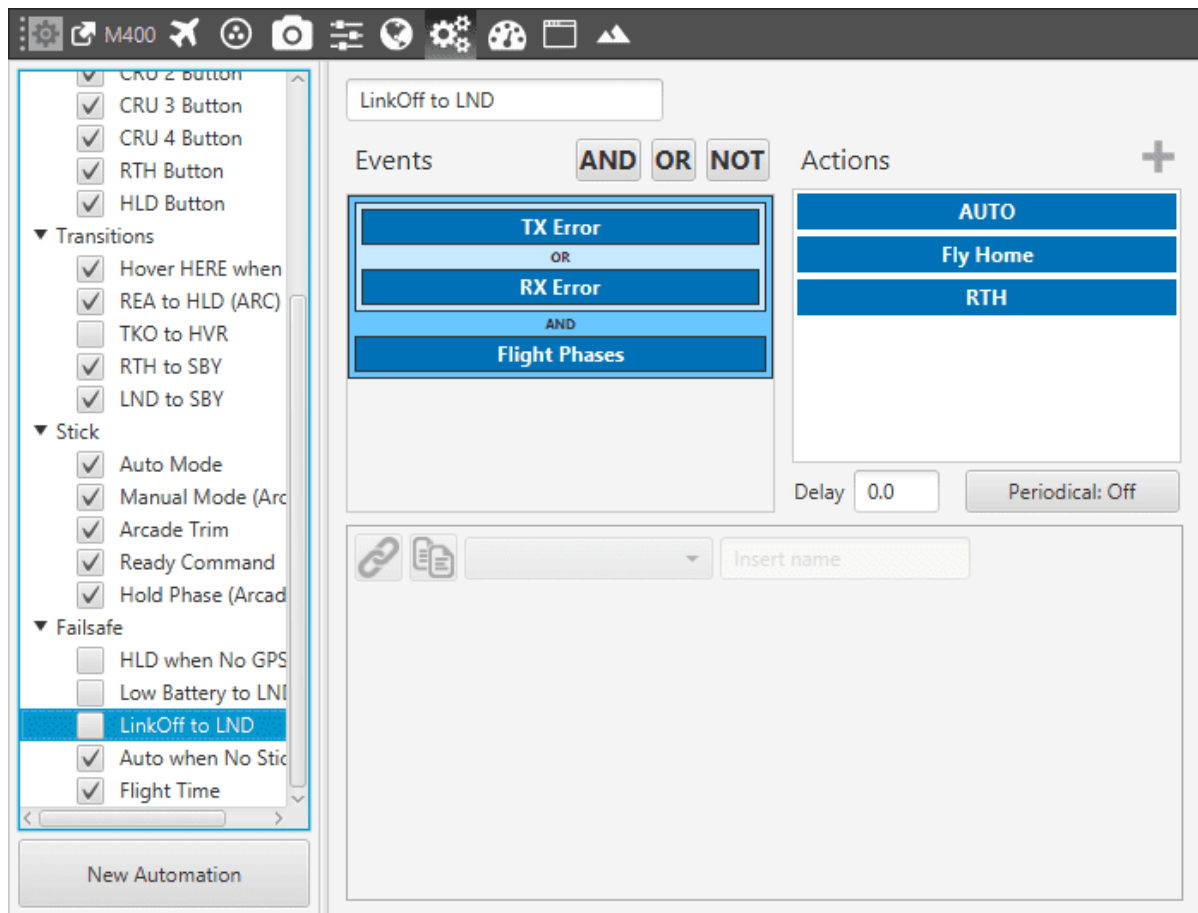 M400
CRU 2 Button
CRU 3 Button
CRU 4 Button
RTH Button
HLD Button
Transitions
Hover HERE when
REA to HLD (ARC)
TKO to HVR
RTH to SBY
LND to SBY
Stick
Auto Mode
Manual Mode (Arc
Arcade Trim
Ready Command
Hold Phase (Arcad
Failsafe
HLD when No GPS
Low Battery to LND
LinkOff to LND
Auto when No Stic
Flight Time
New Automation
LinkOff to LND
Events AND OR NOT
TX Error
OR
RX Error
AND
Flight Phases
Actions
AUTO
Fly Home
RTH
Delay 0.0 Periodical: Off
Insert name